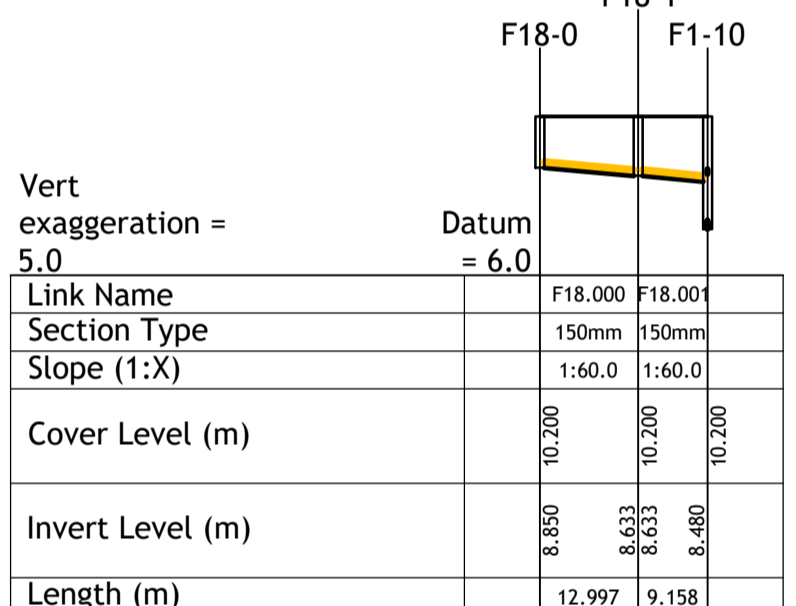 F18-0 F1-10
Vert
exaggeration =
5.0
Datum
= 6.0
Link Name F18.000 F18.001
Section Type 150mm 150mm
Slope (1:X) 1:60.0 1:60.0
Cover Level (m) 10.200 10.200 10.200
Invert Level (m) 8.850 8.633 8.633 8.480
Length (m) 12.997 9.158